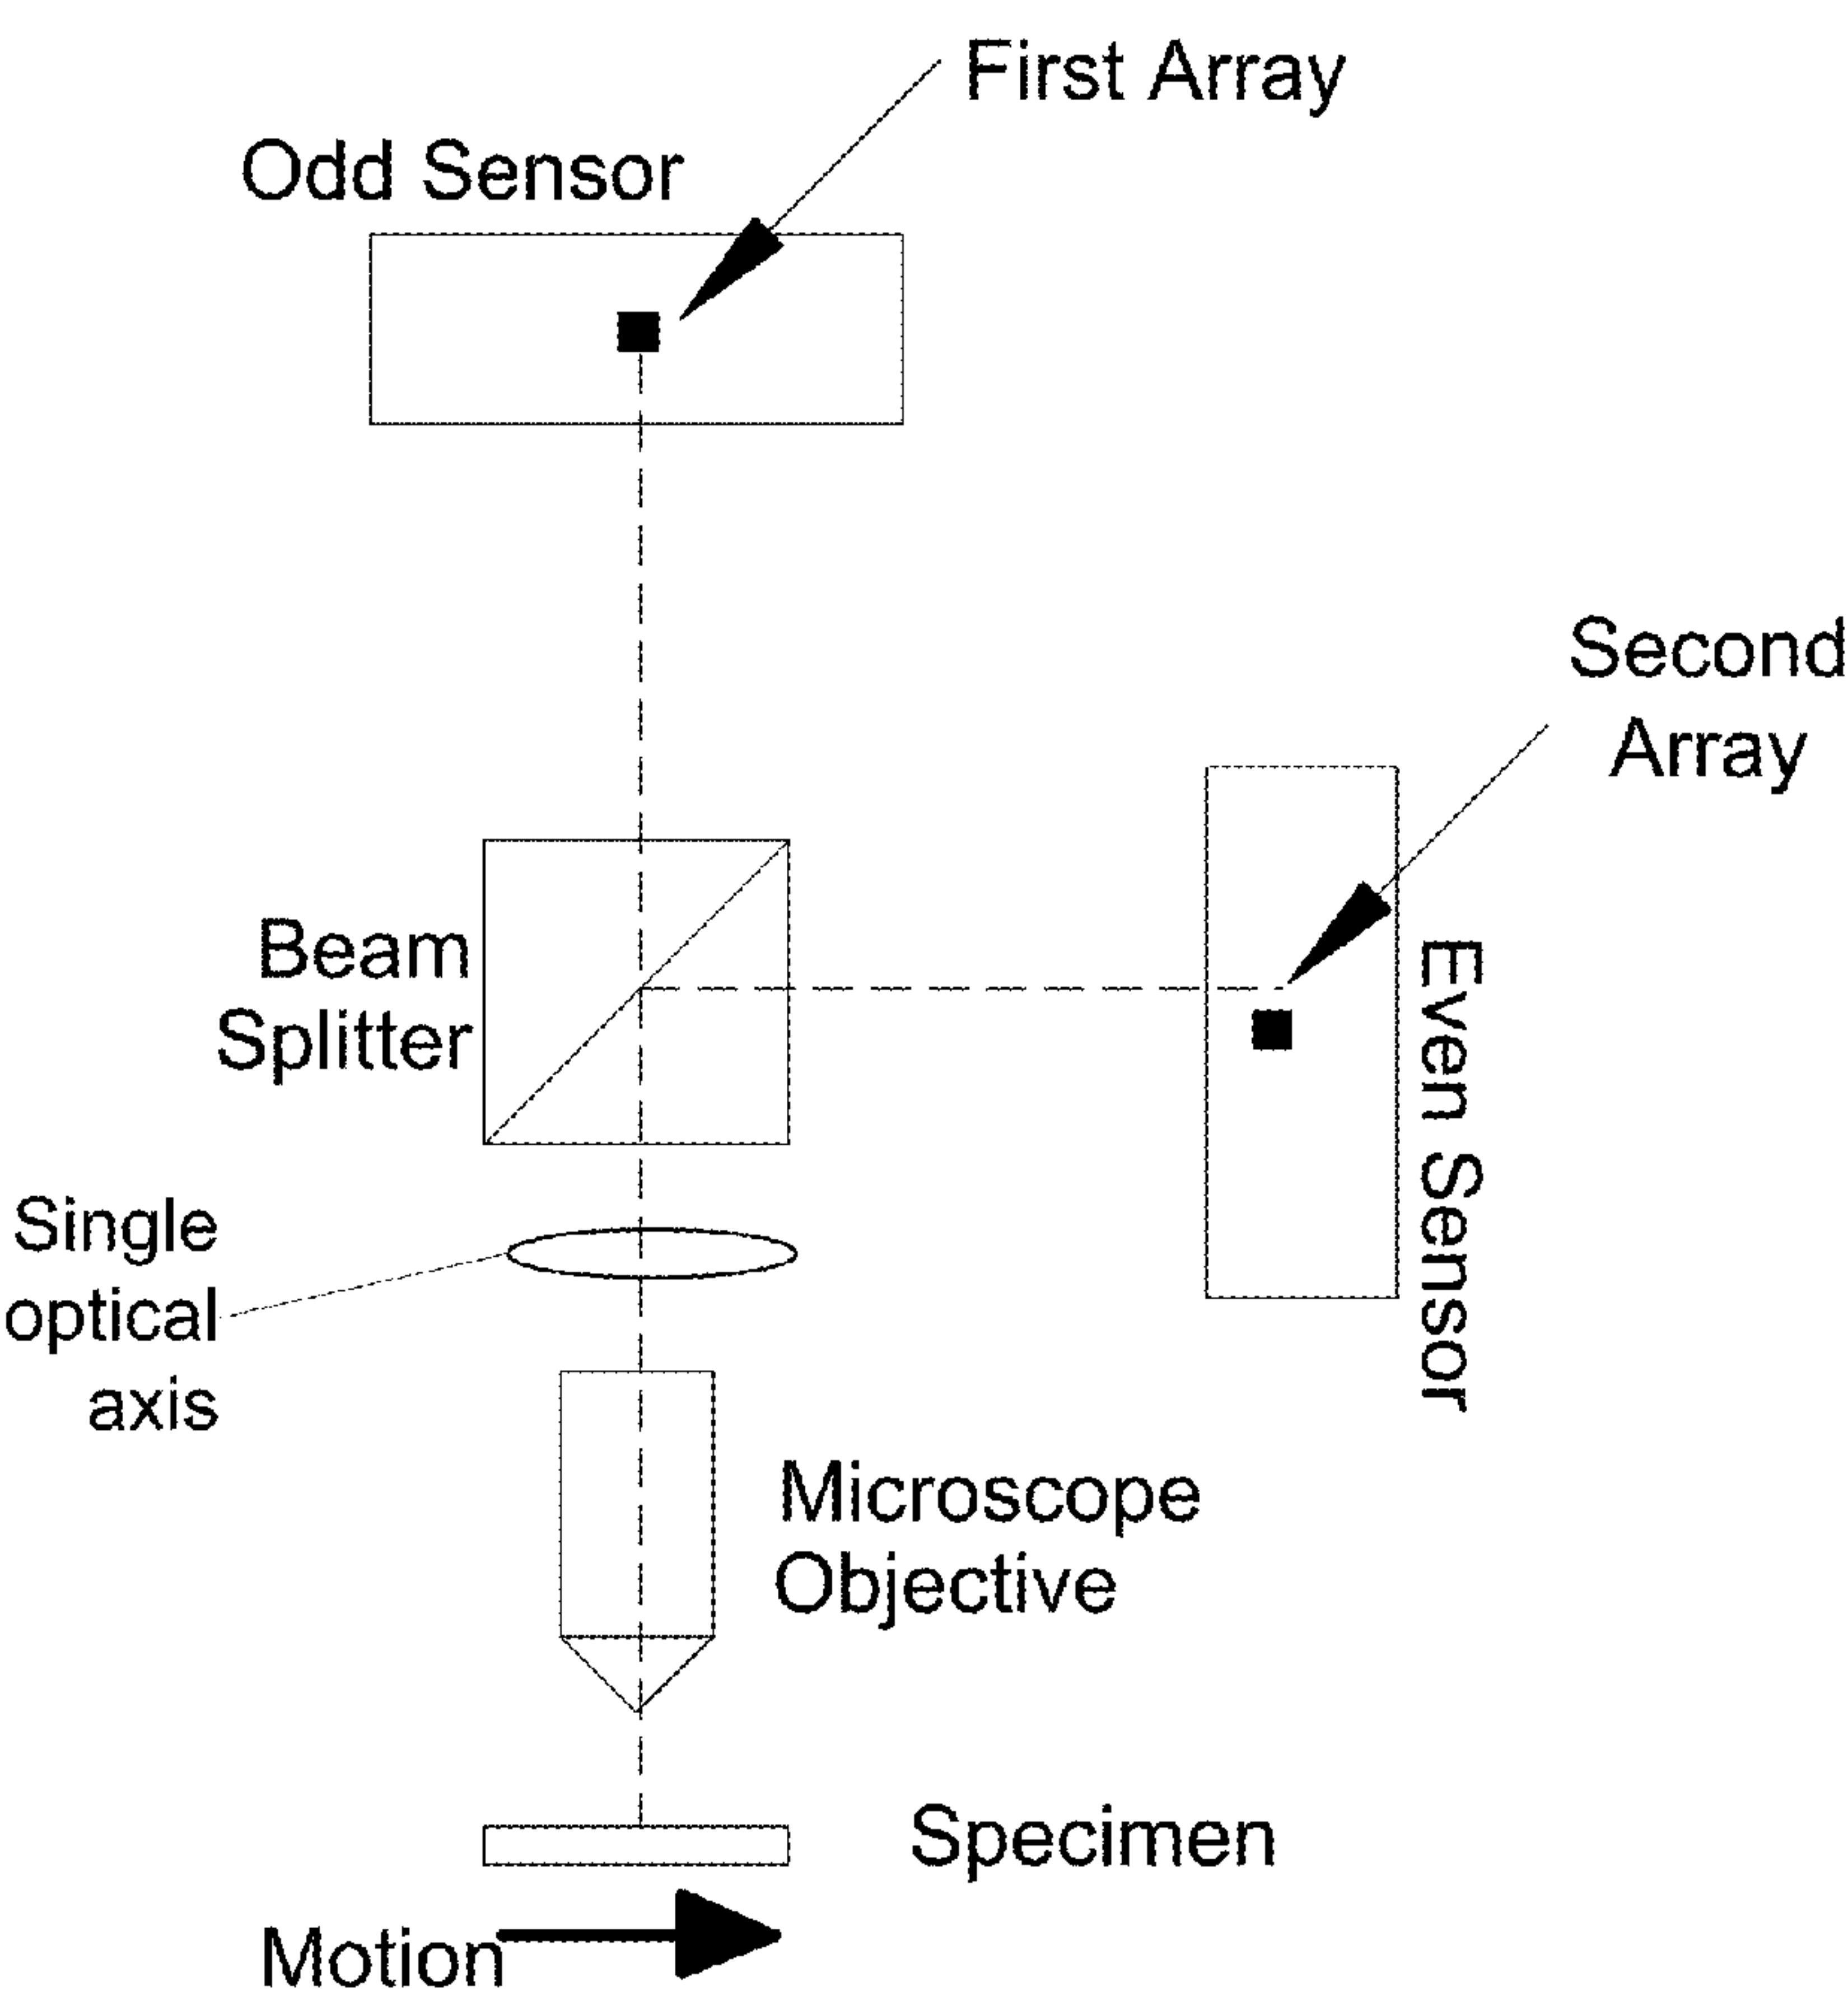 First Array
Odd Sensor
Second
Array
Beam
Splitter
Even Sensor
Single
optical
axis
Microscope
Objective
Specimen
Motion